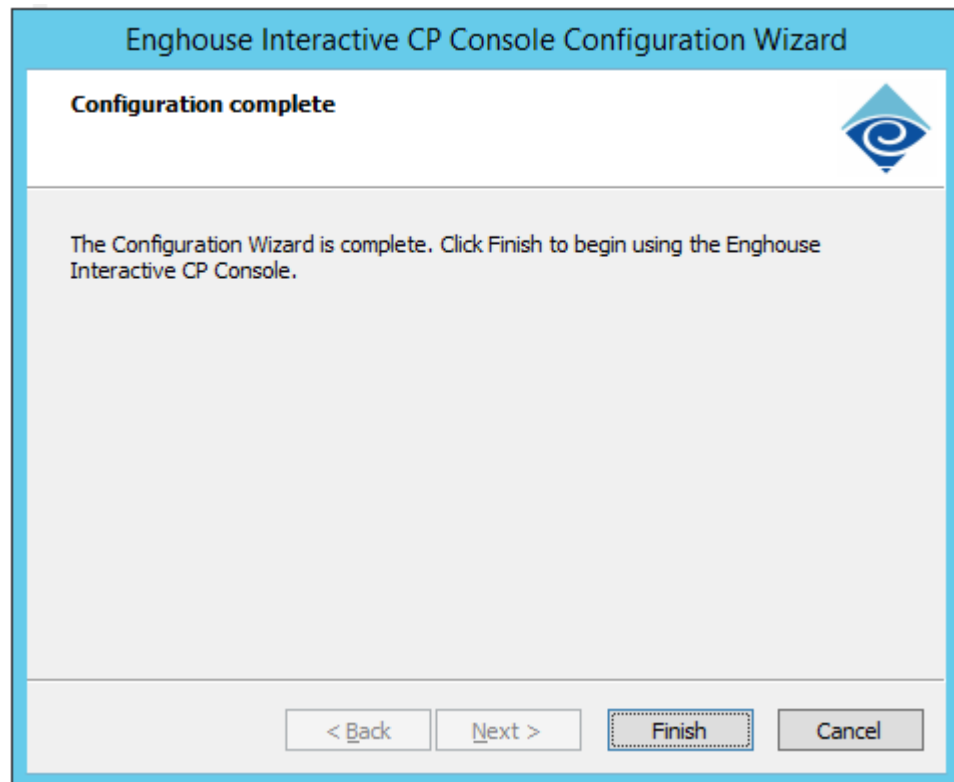 Enghouse Interactive CP Console Configuration Wizard
Configuration complete
The Configuration Wizard is complete. Click Finish to begin using the Enghouse
Interactive CP Console.
< Back
Next >
Finish
Cancel